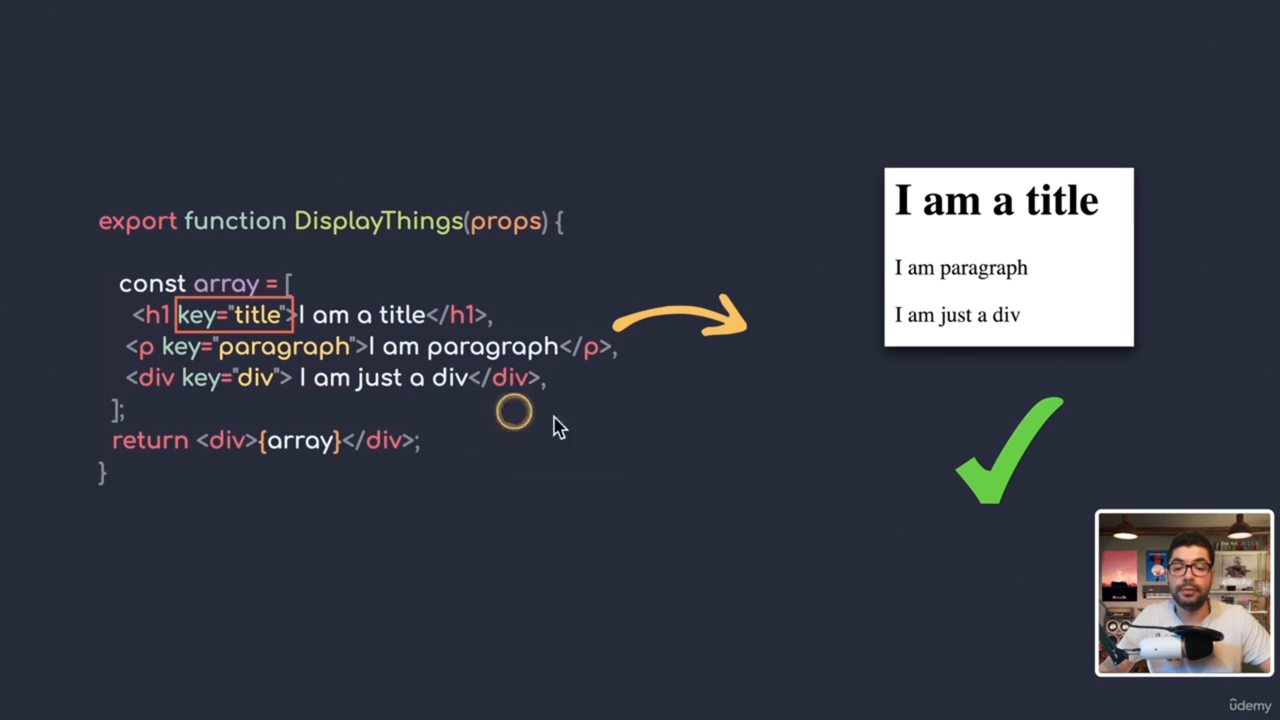 export function DisplayThings(props) {
const array = [
<h1 key="title">I am a title</h1>,
<p key="paragraph">I am paragraph</p>,
<div key="div"> I am just a div</div>,
];
return <div>{array}</div>;
}
I am a title
I am paragraph
I am just a div
ûdemy